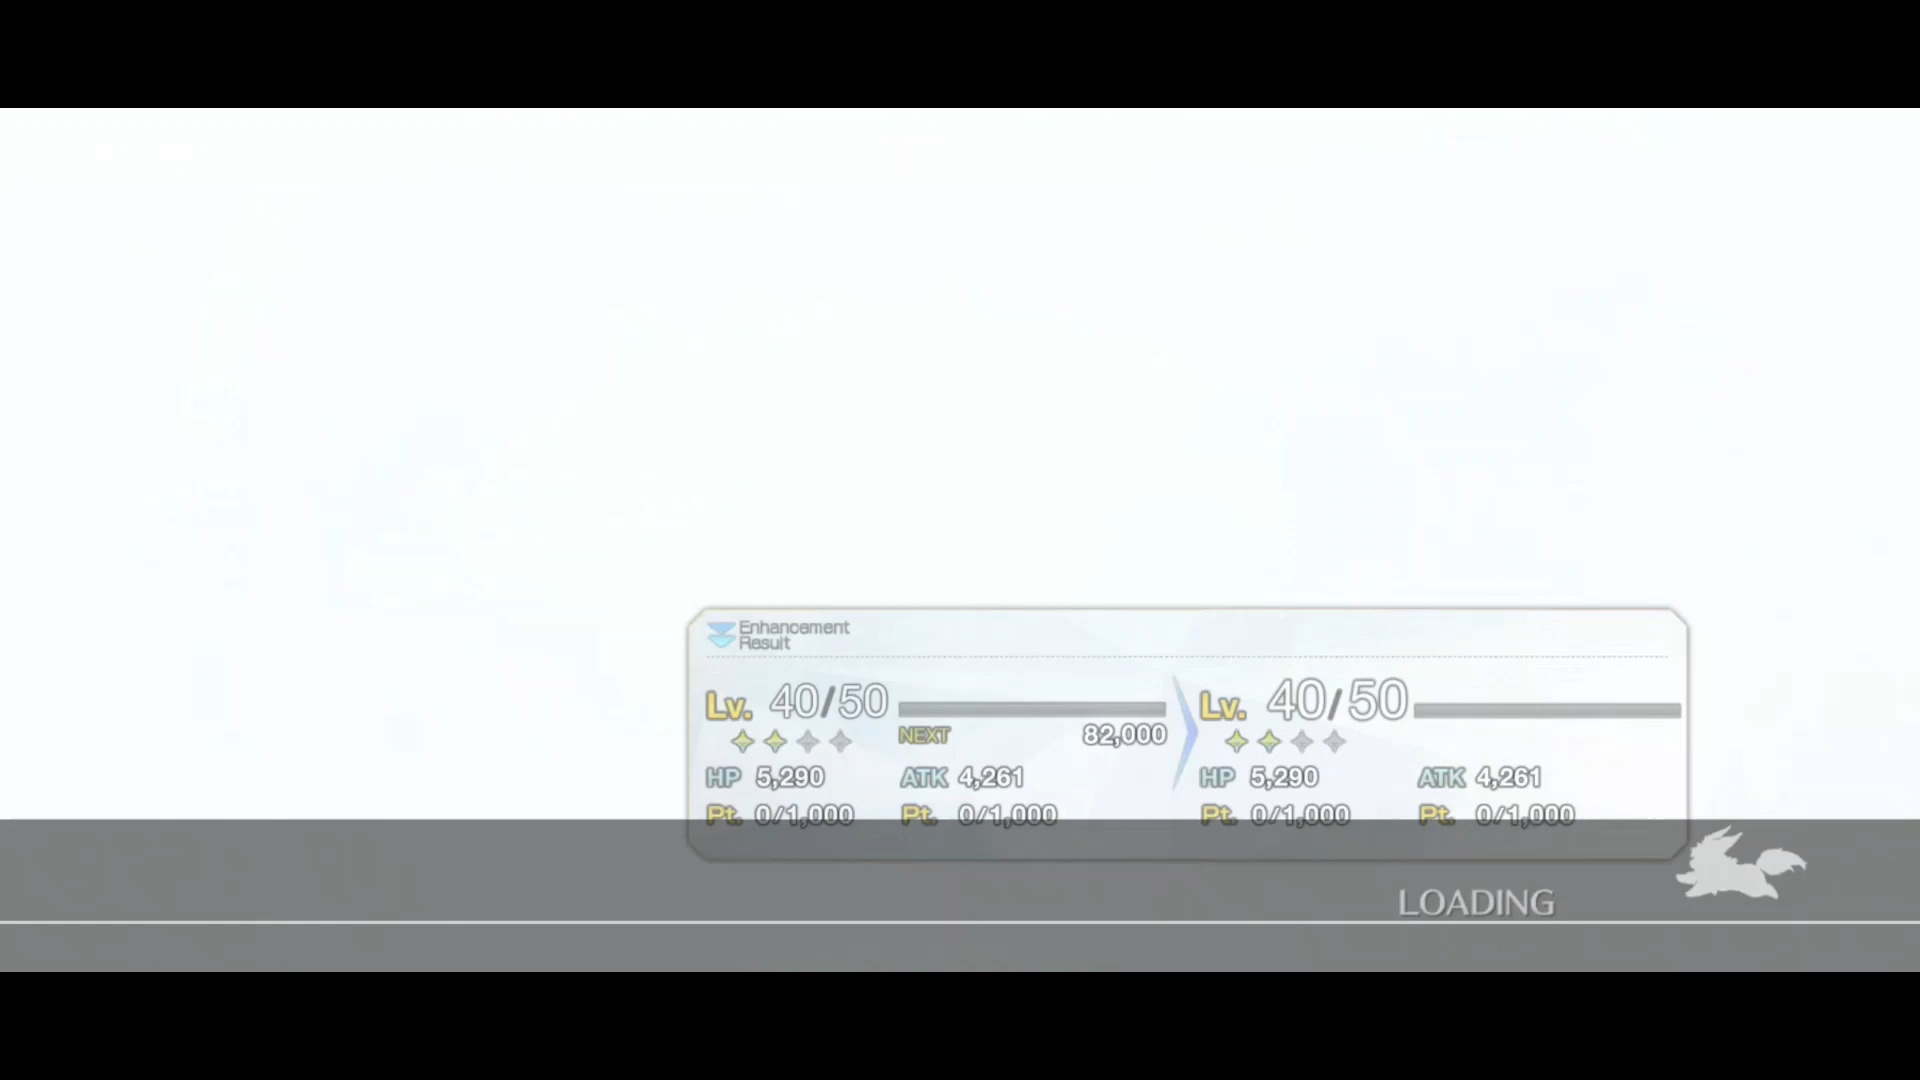 Enhancement
Result
Lv. 40/50
NEXT 82,000
HP 5,290 ATK 4,261
Pt. 0/1,000 Pt. 0/1,000
Lv. 40/50
HP 5,290 ATK 4,261
Pt. 0/1,000 Pt. 0/1,000
LOADING